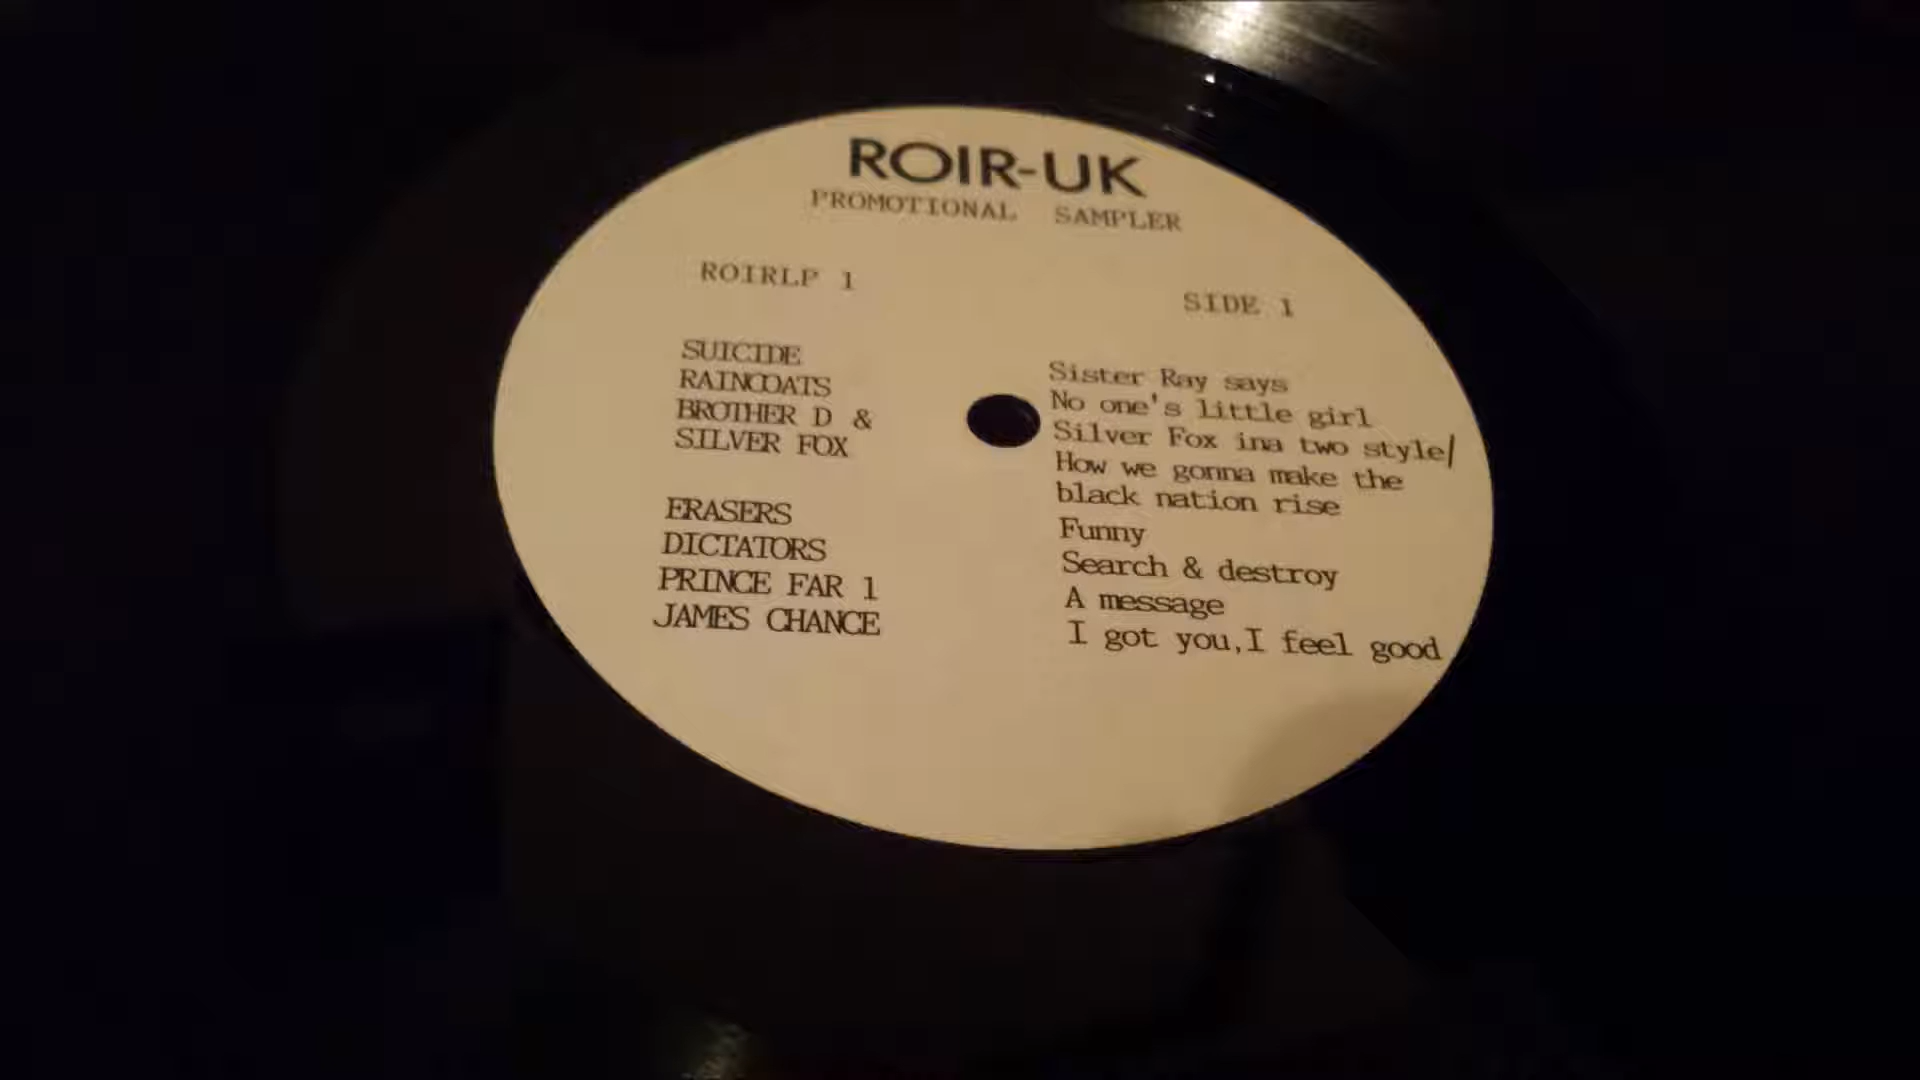 ROIR-UK
PROMOTIONAL SAMPLER
ROIRLP 1
SIDE 1
SUICIDE Sister Ray says
RAINCOATS No one's little girl
BROTHER D & Silver Fox ina two style/
SILVER FOX How we gonna make the
black nation rise
ERASERS Funny
DICTATORS Search & destroy
PRINCE FAR 1 A message
JAMES CHANCE I got you,I feel good